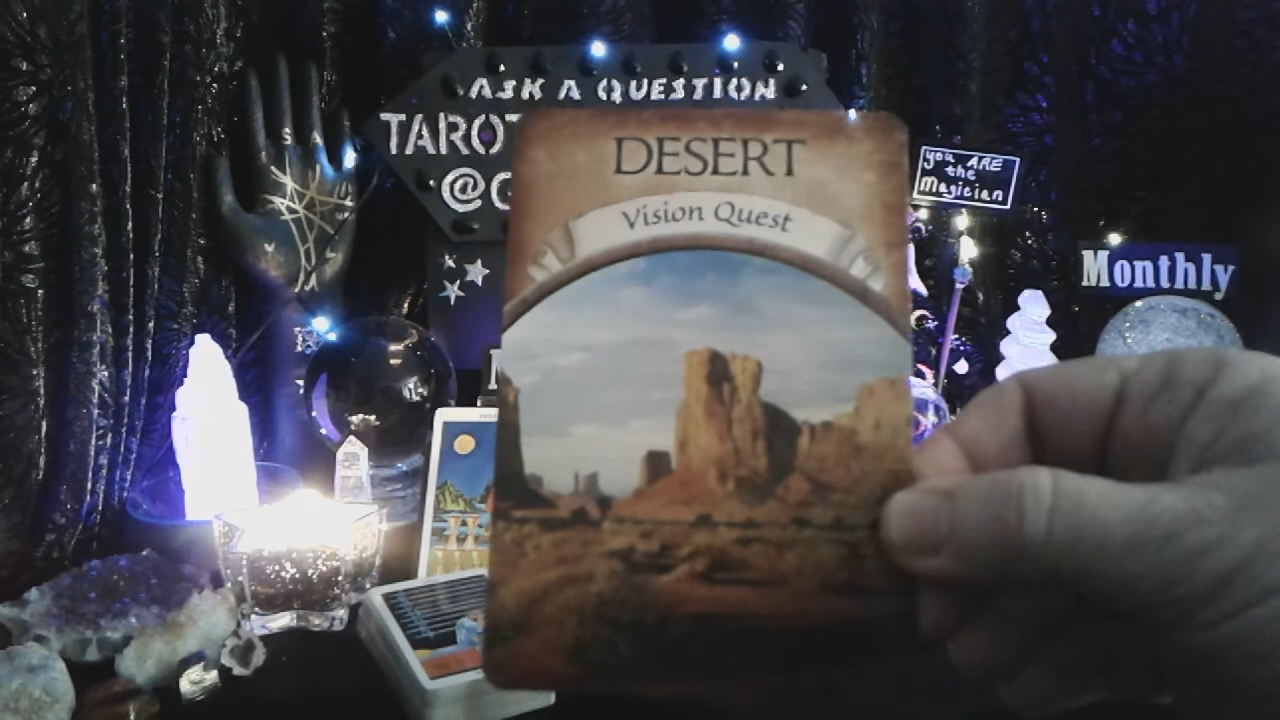 ASK A QUESTION
TAROT
@G
DESERT
Vision Quest
you ARE
the
Magician
Monthly
S A